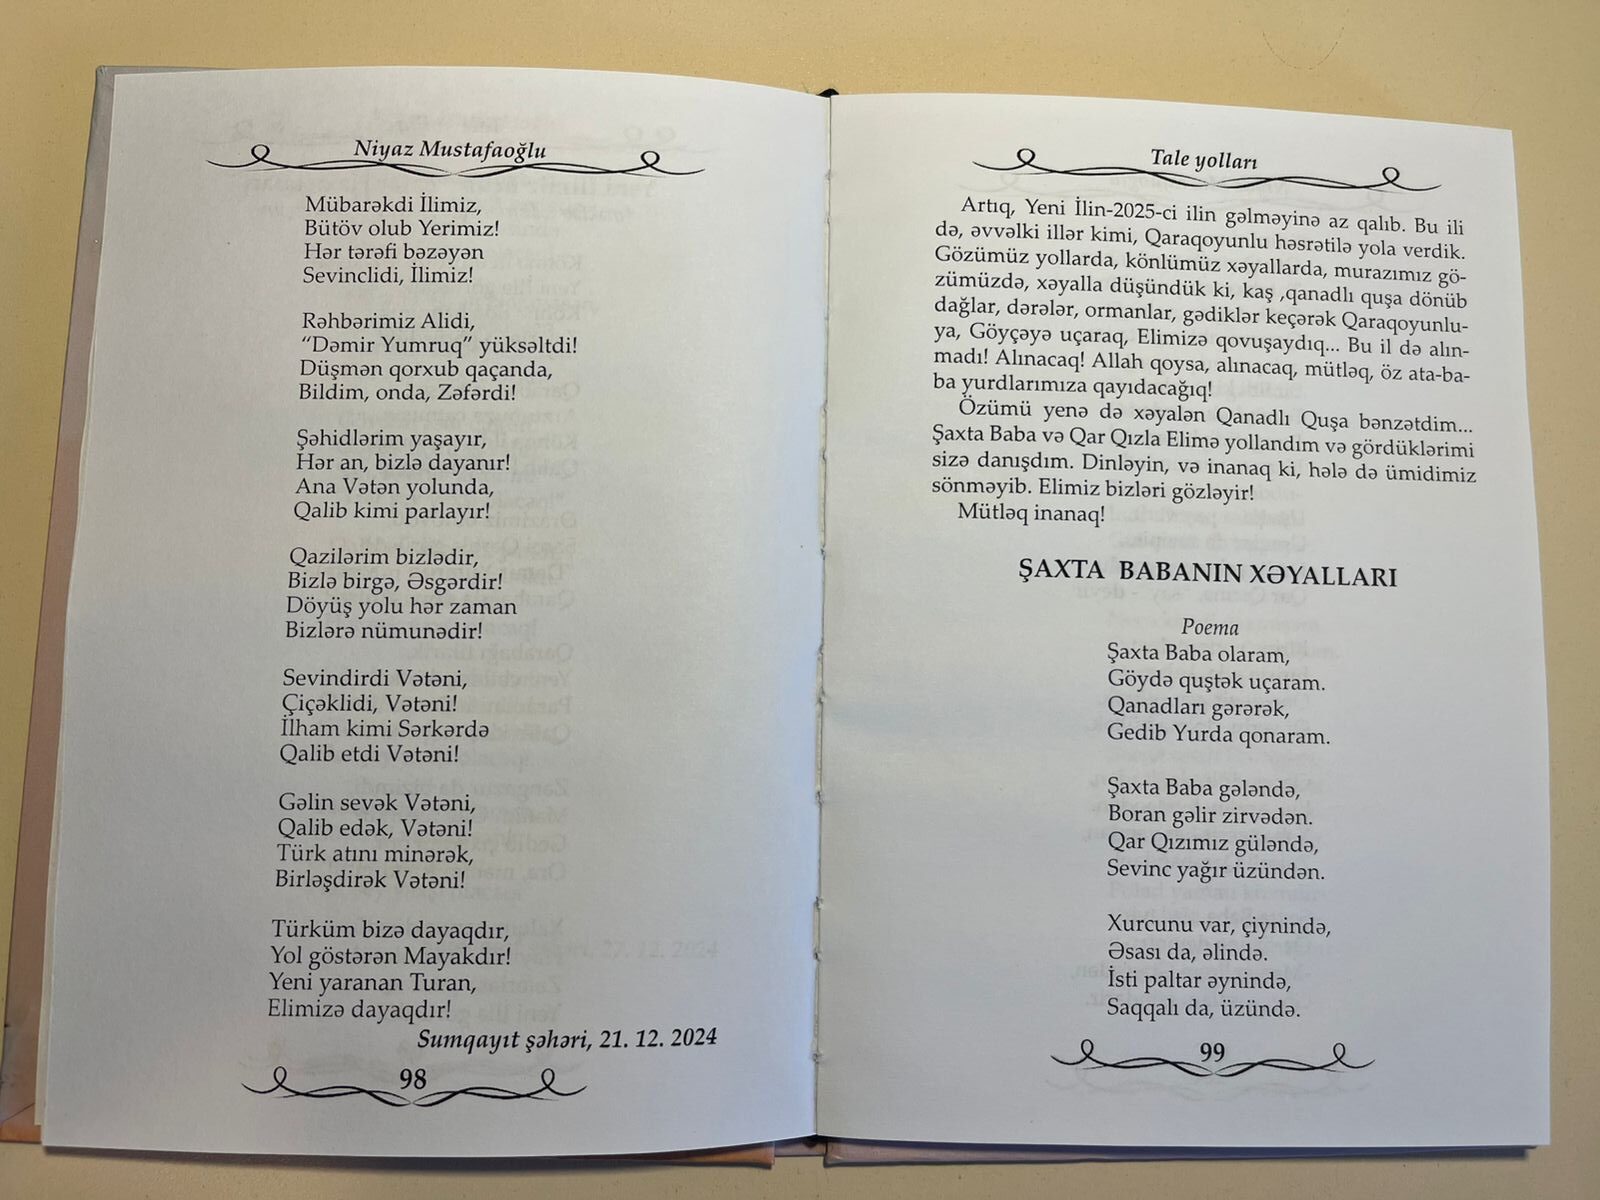 Niyaz Mustafaoğlu
Mübarəkdi İlimiz,
Bütöv olub Yerimiz!
Hər tərəfi bəzəyən
Sevinclidi, İlimiz!
Rəhbərimiz Alidi,
“Dəmir Yumruq” yüksəltdi!
Düşmən qorxub qaçanda,
Bildim, onda, Zəfərdi!
Şəhidlərim yaşayır,
Hər an, bizlə dayanır!
Ana Vətən yolunda,
Qalib kimi parlayır!
Qazilərim bizlədir,
Bizlə birgə, Əsgərdir!
Döyüş yolu hər zaman
Bizlərə nümunədir!
Sevindirdi Vətəni,
Çiçəklidi, Vətəni!
İlham kimi Sərkərdə
Qalib etdi Vətəni!
Gəlin sevək Vətəni,
Qalib edək, Vətəni!
Türk atını minərək,
Birləşdirək Vətəni!
Türküm bizə dayaqdır,
Yol göstərən Mayakdır!
Yeni yaranan Turan,
Elimizə dayaqdır!
Sumqayıt şəhəri, 21. 12. 2024
98
Tale yolları
Artıq, Yeni İlin-2025-ci ilin gəlməyinə az qalıb. Bu ili
də, əvvəlki illər kimi, Qaraqoyunlu həsrətilə yola verdik.
Gözümüz yollarda, könlümüz xəyallarda, murazımız gö-
zümüzdə, xəyalla düşündük ki, kaş ,qanadlı quşa dönüb
dağlar, dərələr, ormanlar, gədiklər keçərək Qaraqoyunlu-
ya, Göyçəyə uçaraq, Elimizə qovuşaydıq... Bu il də alın-
madı! Alınacaq! Allah qoysa, alınacaq, mütləq, öz ata-ba-
ba yurdlarımıza qayıdacağıq!
Özümü yenə də xəyalən Qanadlı Quşa bənzətdim...
Şaxta Baba və Qar Qızla Elimə yollandım və gördüklərimi
sizə danışdım. Dinləyin, və inanaq ki, hələ də ümidimiz
sönməyib. Elimiz bizləri gözləyir!
Mütləq inanaq!
ŞAXTA BABANIN XƏYALLARI
Poema
Şaxta Baba olaram,
Göydə quştək uçaram.
Qanadları gərərək,
Gedib Yurda qonaram.
Şaxta Baba gələndə,
Boran gəlir zirvədən.
Qar Qızımız güləndə,
Sevinc yağır üzündən.
Xurcunu var, çiynində,
Əsası da, əlində.
İsti paltar əynində,
Saqqalı da, üzündə.
99